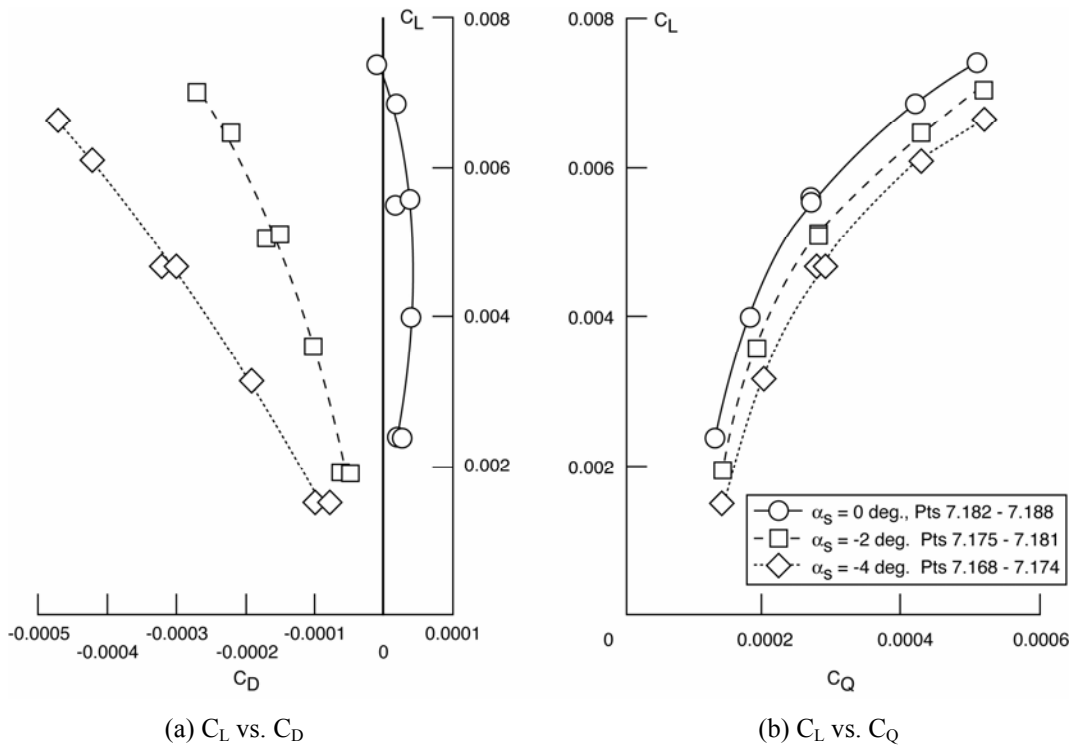 C_L
0.008
0.006
0.004
0.002
-0.0005
-0.0003
-0.0001
0.0001
-0.0004
-0.0002
0
C_D
(a) C_L vs. C_D
0.008
C_L
0.006
0.004
0.002
α_s = 0 deg., Pts 7.182 - 7.188
α_s = -2 deg. Pts 7.175 - 7.181
α_s = -4 deg. Pts 7.168 - 7.174
0
0.0002
0.0004
0.0006
C_Q
(b) C_L vs. C_Q